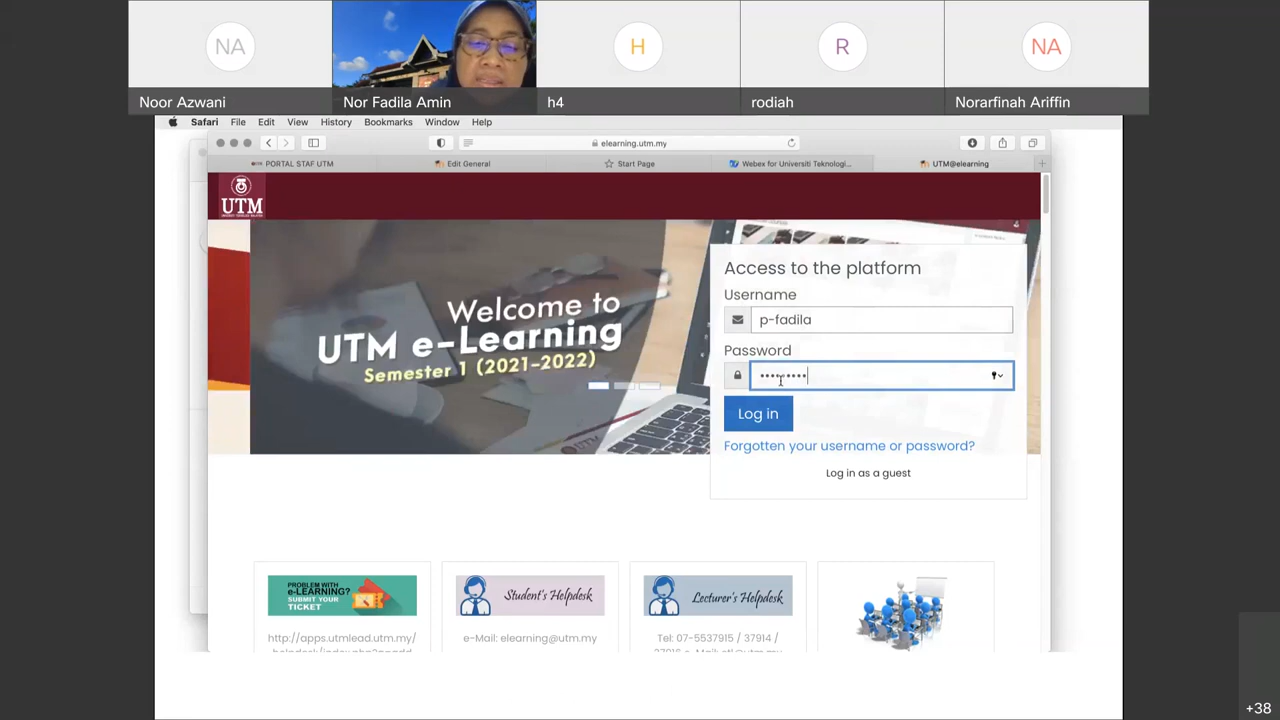 NA
H
R
NA
Noor Azwani
Nor Fadila Amin
h4
rodiah
Norarfinah Ariffin
Safari File Edit View History Bookmarks Window Help
elearning.utm.my
PORTAL STAF UTM
Edit General
Start Page
Webex for Universiti Teknologi...
UTM@elearning
UTM
Welcome to
UTM e-Learning
Semester 1 (2021-2022)
Access to the platform
Username
p-fadila
Password
•••••••••
Log in
Forgotten your username or password?
Log in as a guest
PROBLEM WITH
e-LEARNING?
SUBMIT YOUR
TICKET
http://apps.utmlead.utm.my/
Student's Helpdesk
e-Mail: elearning@utm.my
Lecturer's Helpdesk
Tel: 07-5537915 / 37914 /
+38